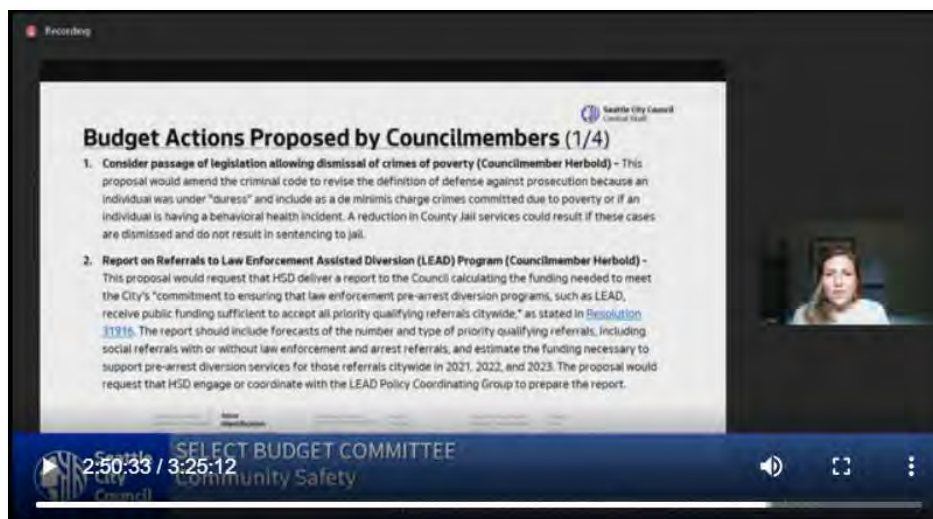 Recording
Seattle City Council
Central Staff
Budget Actions Proposed by Councilmembers (1/4)
1. Consider passage of legislation allowing dismissal of crimes of poverty (Councilmember Herbold) – This
proposal would amend the criminal code to revise the definition of defense against prosecution because an
individual was under "duress" and include as a de minimis charge crimes committed due to poverty or if an
individual is having a behavioral health incident. A reduction in County Jail services could result if these cases
are dismissed and do not result in sentencing to jail.
2. Report on Referrals to Law Enforcement Assisted Diversion (LEAD) Program (Councilmember Herbold) –
This proposal would request that HSD deliver a report to the Council calculating the funding needed to meet
the City's "commitment to ensuring that law enforcement pre-arrest diversion programs, such as LEAD,
receive public funding sufficient to accept all priority qualifying referrals citywide," as stated in Resolution
31916. The report should include forecasts of the number and type of priority qualifying referrals, including
social referrals with or without law enforcement and arrest referrals, and estimate the funding necessary to
support pre-arrest diversion services for those referrals citywide in 2021, 2022, and 2023. The proposal would
request that HSD engage or coordinate with the LEAD Policy Coordinating Group to prepare the report.
Issue
Identification
Seattle
City
Council
SELECT BUDGET COMMITTEE
Community Safety
2:50:33 / 3:25:12